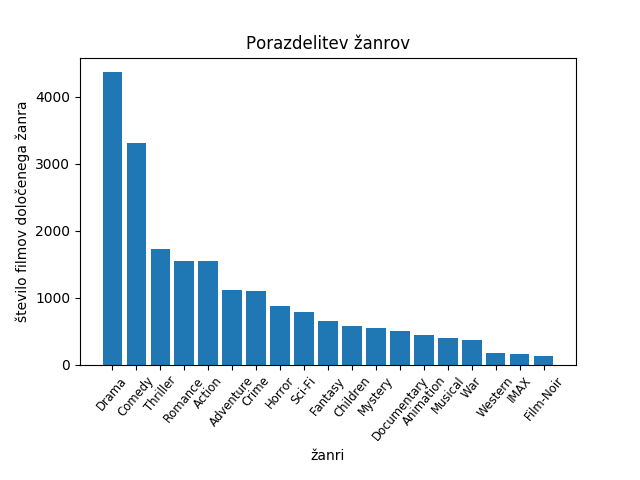 Porazdelitev žanrov
število filmov določenega žanra
4000
3000
2000
1000
0
Drama
Comedy
Thriller
Romance
Action
Adventure
Crime
Horror
Sci-Fi
Fantasy
Children
Mystery
Documentary
Animation
Musical
War
Western
IMAX
Film-Noir
žanri